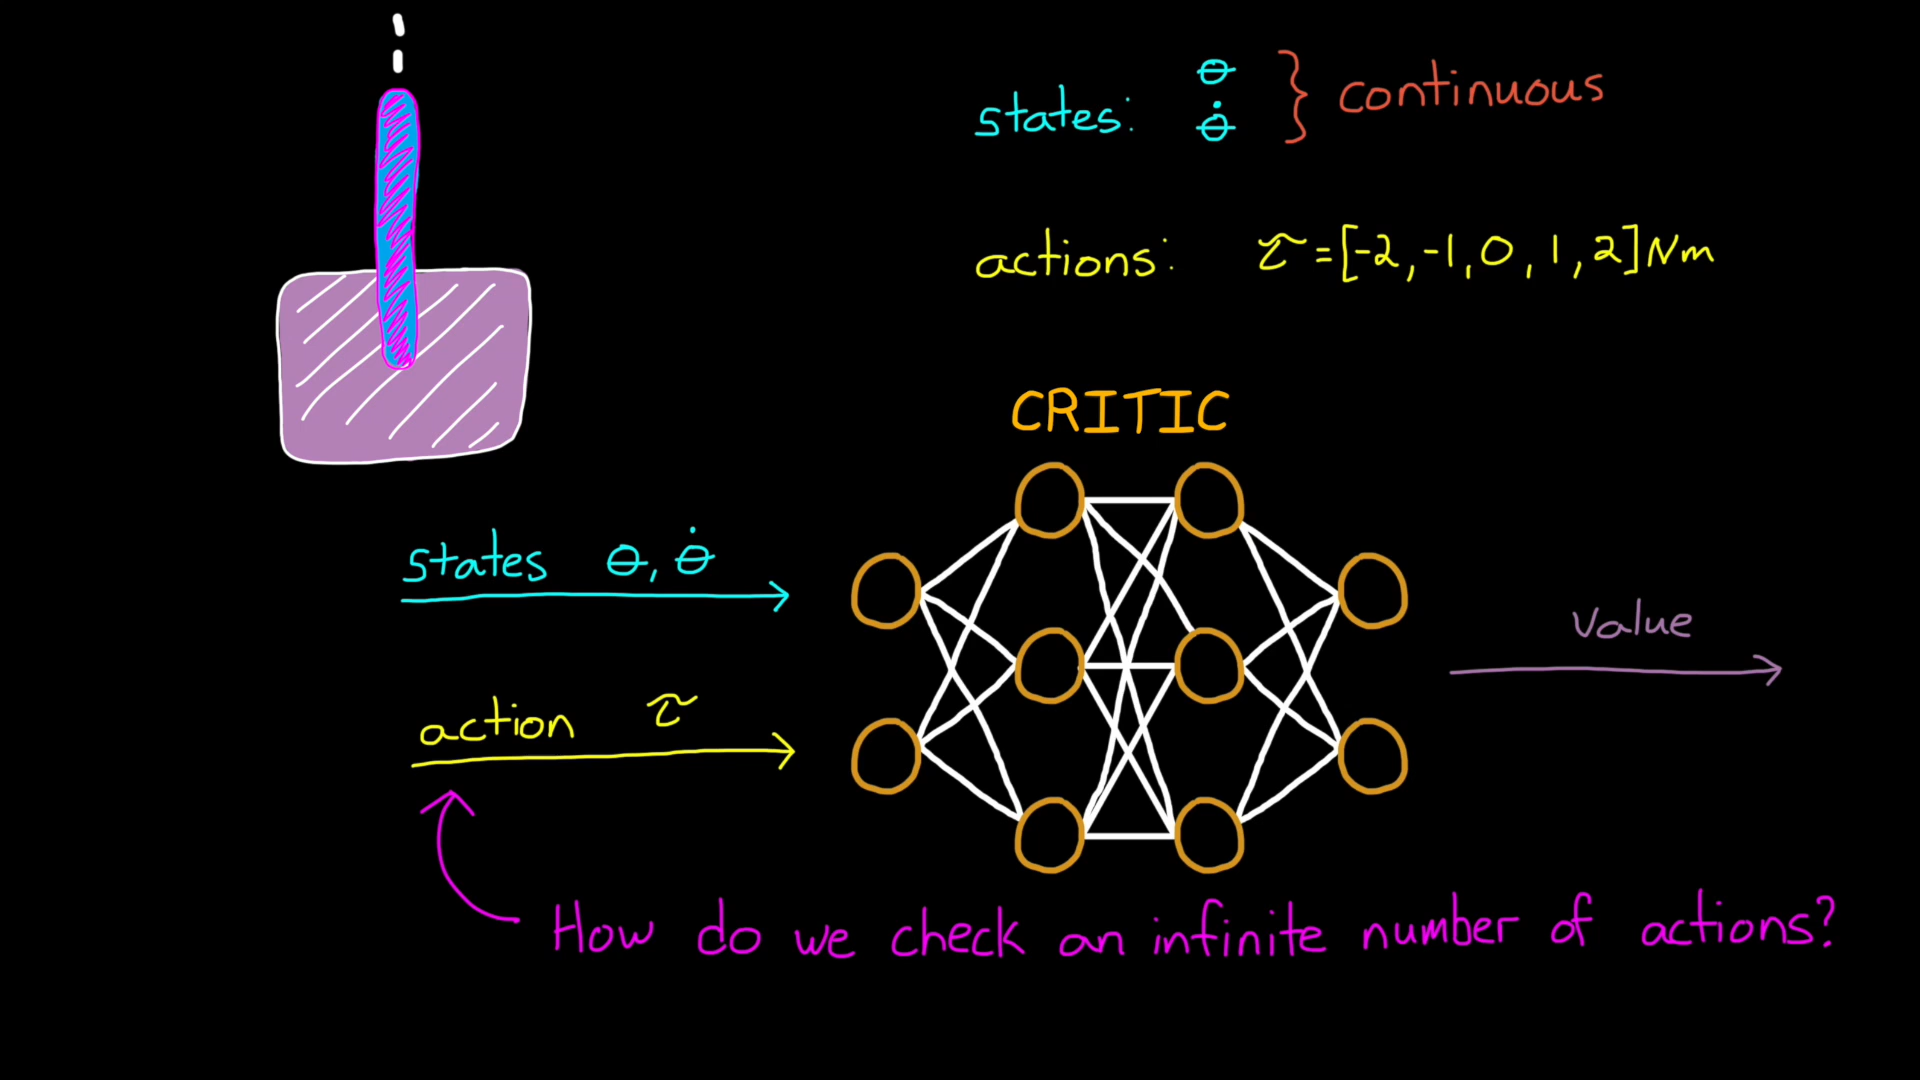 states: θ
θ̇ } continuous
actions: τ = [-2, -1, 0, 1, 2] Nm
CRITIC
states θ, θ̇
value
action τ
How do we check an infinite number of actions?